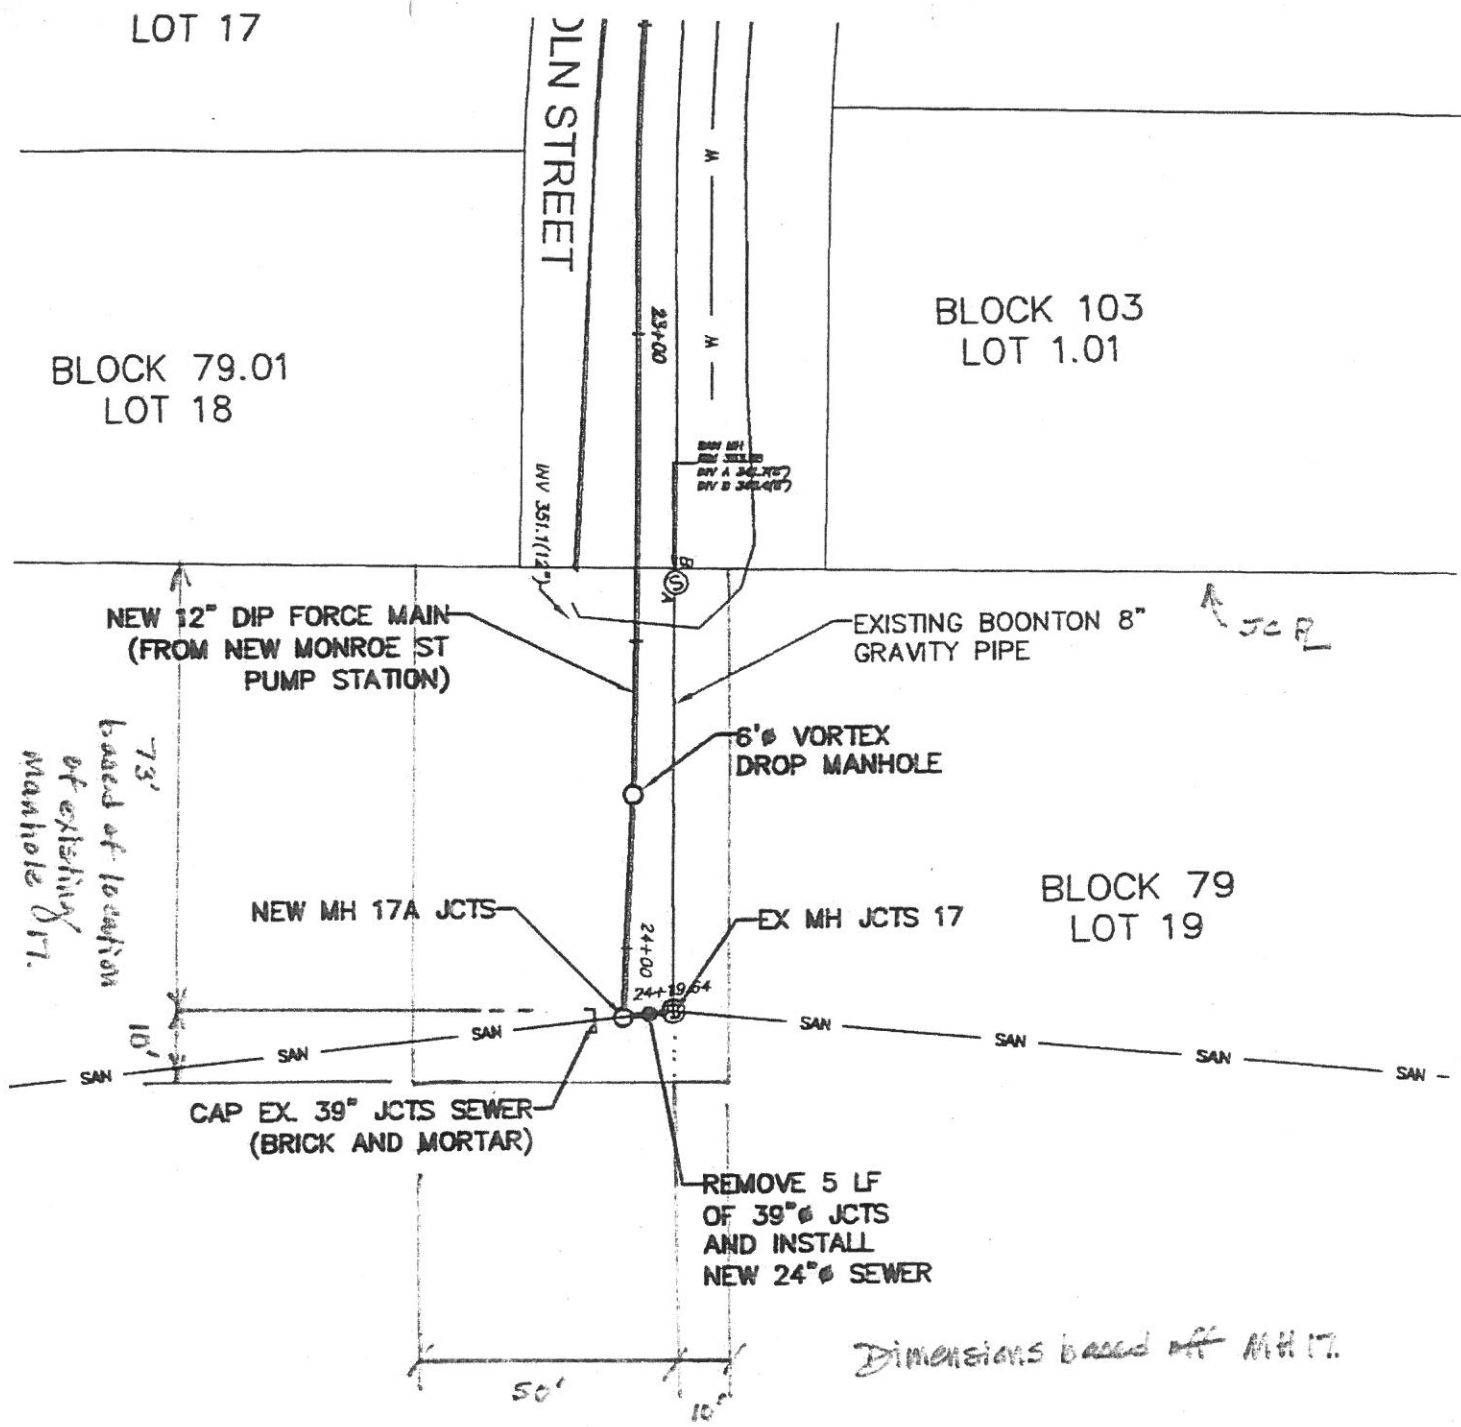 LOT 17
OLN STREET
W
W
23+00
BLOCK 103
LOT 1.01
BLOCK 79.01
LOT 18
SAN MH
INV 351.1(12")
B
S
A
NEW 12" DIP FORCE MAIN
(FROM NEW MONROE ST
PUMP STATION)
EXISTING BOONTON 8"
GRAVITY PIPE
JC PL
6'ø VORTEX
DROP MANHOLE
73'
based of location
of existing
Manhole 017.
NEW MH 17A JCTS
EX MH JCTS 17
BLOCK 79
LOT 19
24+00
24+19.64
10'
SAN
SAN
SAN
SAN
SAN
SAN
SAN
CAP EX. 39" JCTS SEWER
(BRICK AND MORTAR)
REMOVE 5 LF
OF 39"ø JCTS
AND INSTALL
NEW 24"ø SEWER
50'
10'
Dimensions based off MH 17.